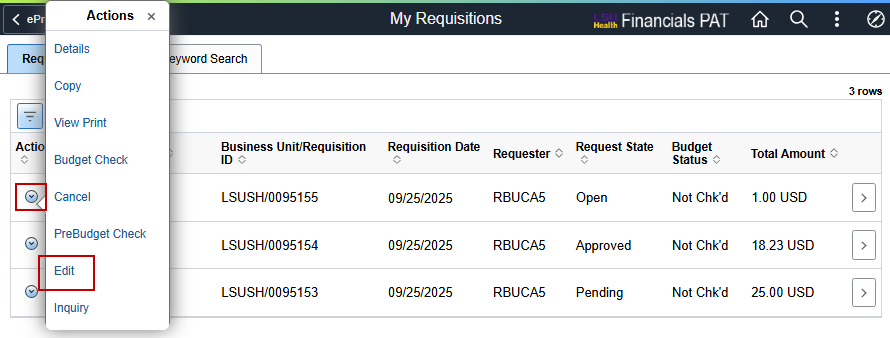 ePr
Actions ×
My Requisitions
LSU Health Financials PAT
Req
eyword Search
3 rows
Details
Copy
View Print
Budget Check
Cancel
PreBudget Check
Edit
Inquiry
Actio
Business Unit/Requisition ID
Requisition Date
Requester
Request State
Budget Status
Total Amount
LSUSH/0095155 09/25/2025 RBUCA5 Open Not Chk'd 1.00 USD
LSUSH/0095154 09/25/2025 RBUCA5 Approved Not Chk'd 18.23 USD
LSUSH/0095153 09/25/2025 RBUCA5 Pending Not Chk'd 25.00 USD